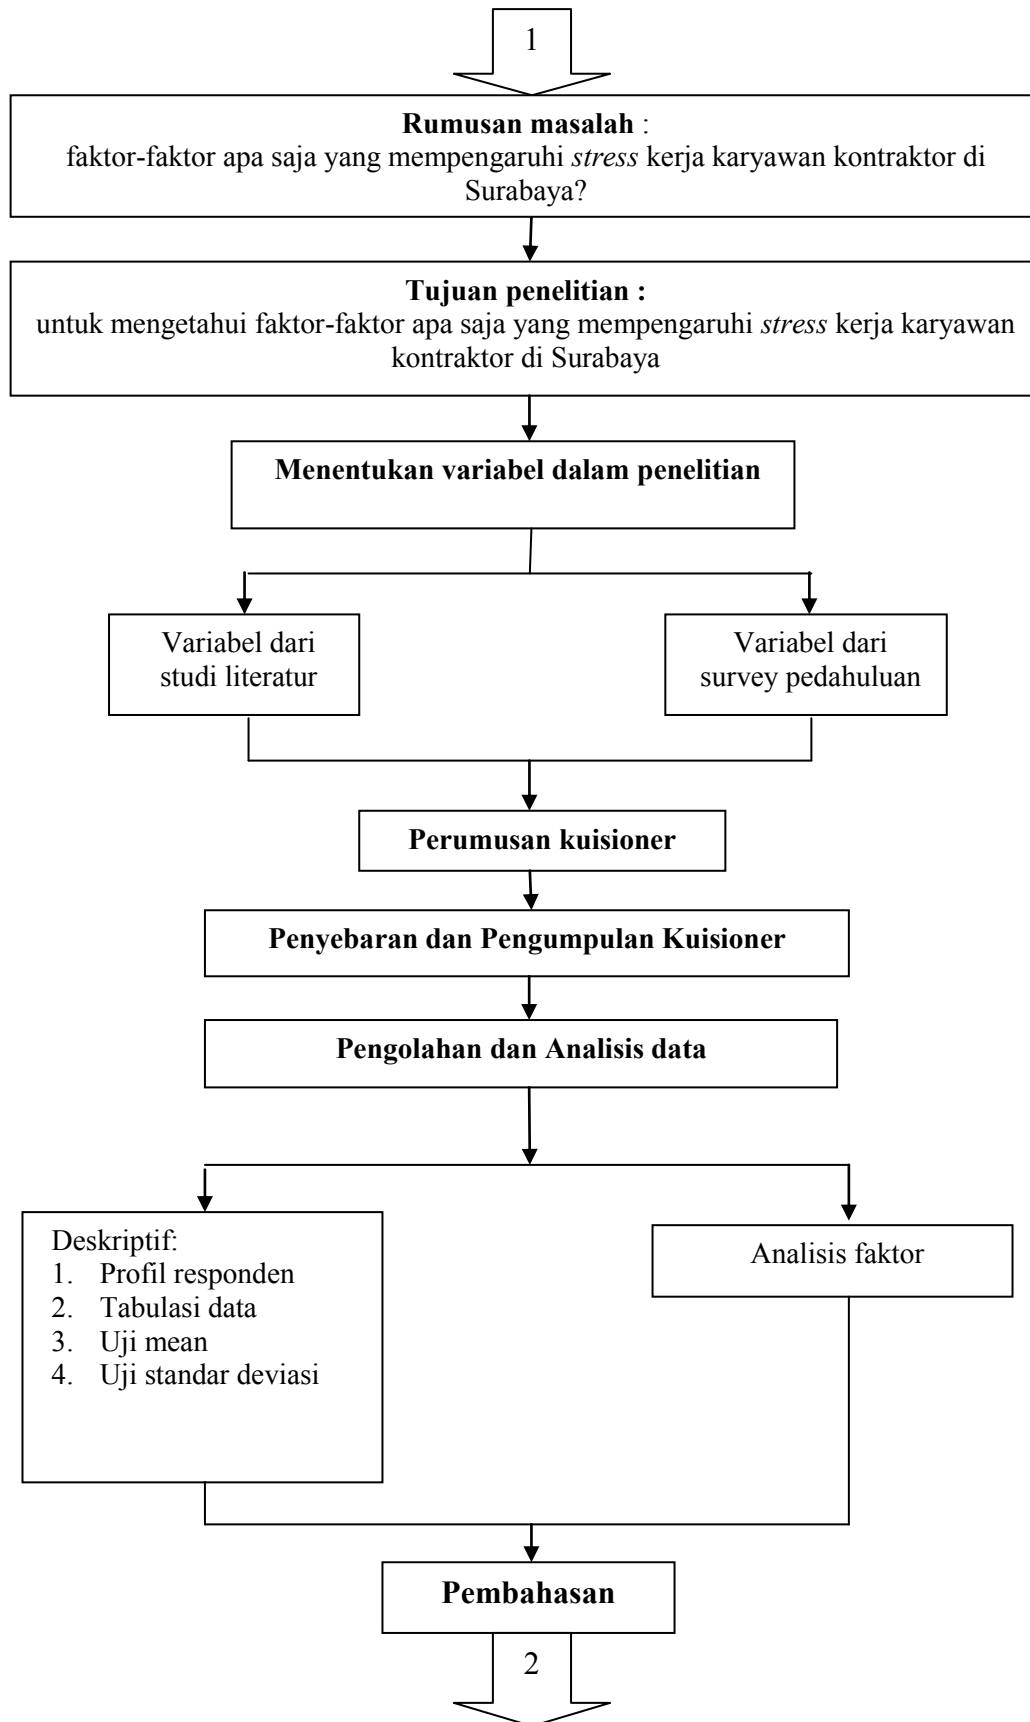 1
Rumusan masalah :
faktor-faktor apa saja yang mempengaruhi stress kerja karyawan kontraktor di
Surabaya?
Tujuan penelitian :
untuk mengetahui faktor-faktor apa saja yang mempengaruhi stress kerja karyawan
kontraktor di Surabaya
Menentukan variabel dalam penelitian
Variabel dari
studi literatur
Variabel dari
survey pedahuluan
Perumusan kuisioner
Penyebaran dan Pengumpulan Kuisioner
Pengolahan dan Analisis data
Deskriptif:
1. Profil responden
2. Tabulasi data
3. Uji mean
4. Uji standar deviasi
Analisis faktor
Pembahasan
2